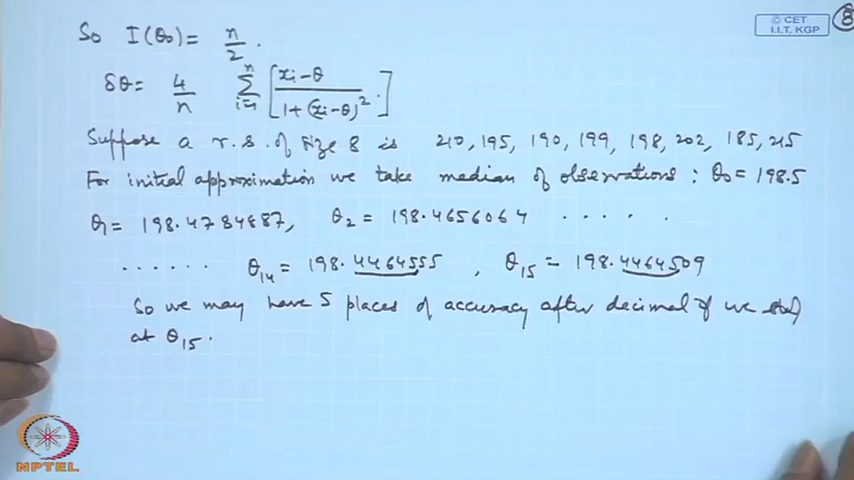 © CET
I.I.T. KGP
8
So I(θ₀) = n/2 .
δθ = 4/n ∑_{i=1}^{n} [ (xi - θ) / (1 + (xi - θ)²) . ]
Suppose a r.s. of size 8 is 210, 195, 190, 199, 198, 202, 185, 215
For initial approximation we take median of observations : θ₀ = 198.5
θ₁ = 198.4784887, θ₂ = 198.4656064 . . . . .
. . . . . . θ₁₄ = 198.4464555 , θ₁₅ = 198.4464509
So we may have 5 places of accuracy after decimal if we stop
at θ₁₅.
NPTEL